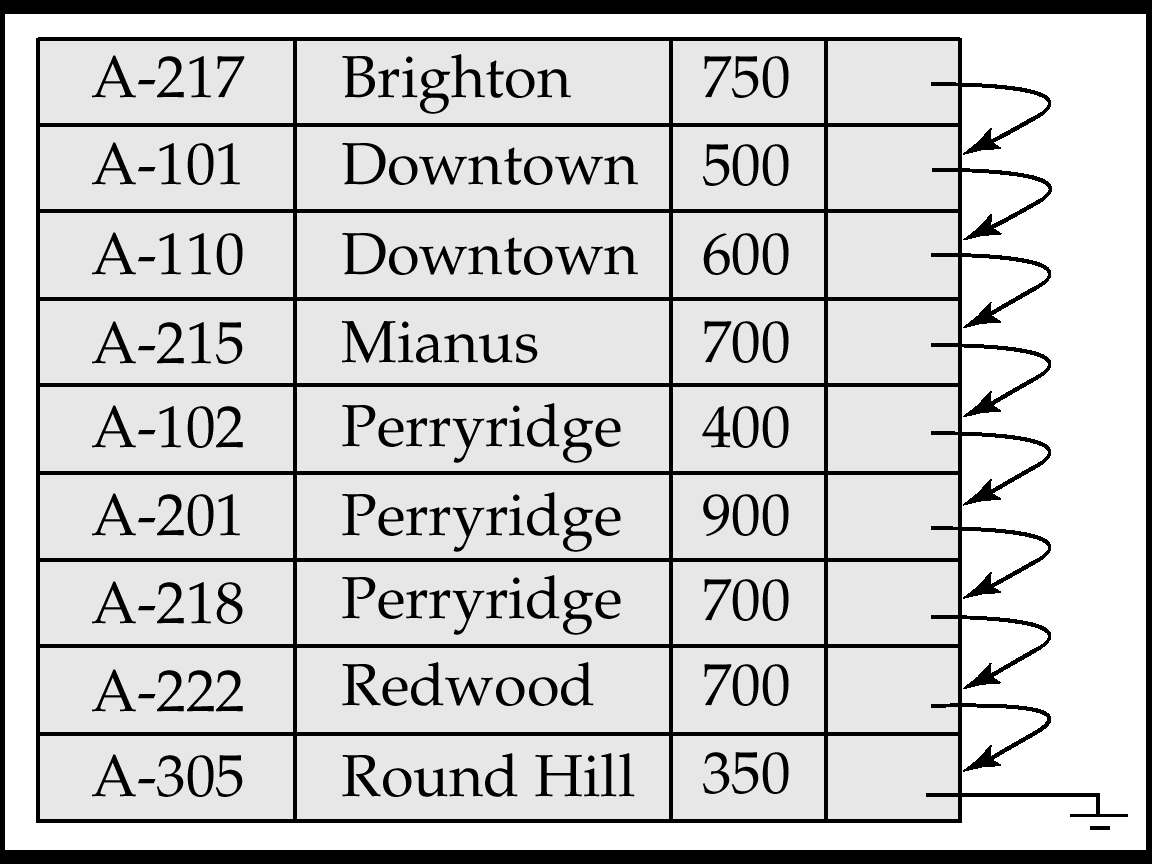 A-217 Brighton 750
A-101 Downtown 500
A-110 Downtown 600
A-215 Mianus 700
A-102 Perryridge 400
A-201 Perryridge 900
A-218 Perryridge 700
A-222 Redwood 700
A-305 Round Hill 350